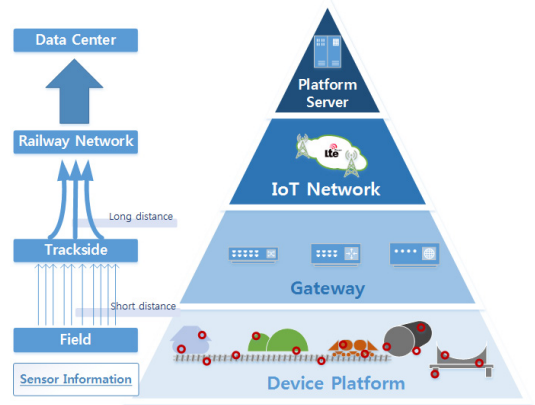 Data Center
Railway Network
Long distance
Trackside
Short distance
Field
Sensor Information
Platform
Server
Lte
IoT Network
Gateway
Device Platform